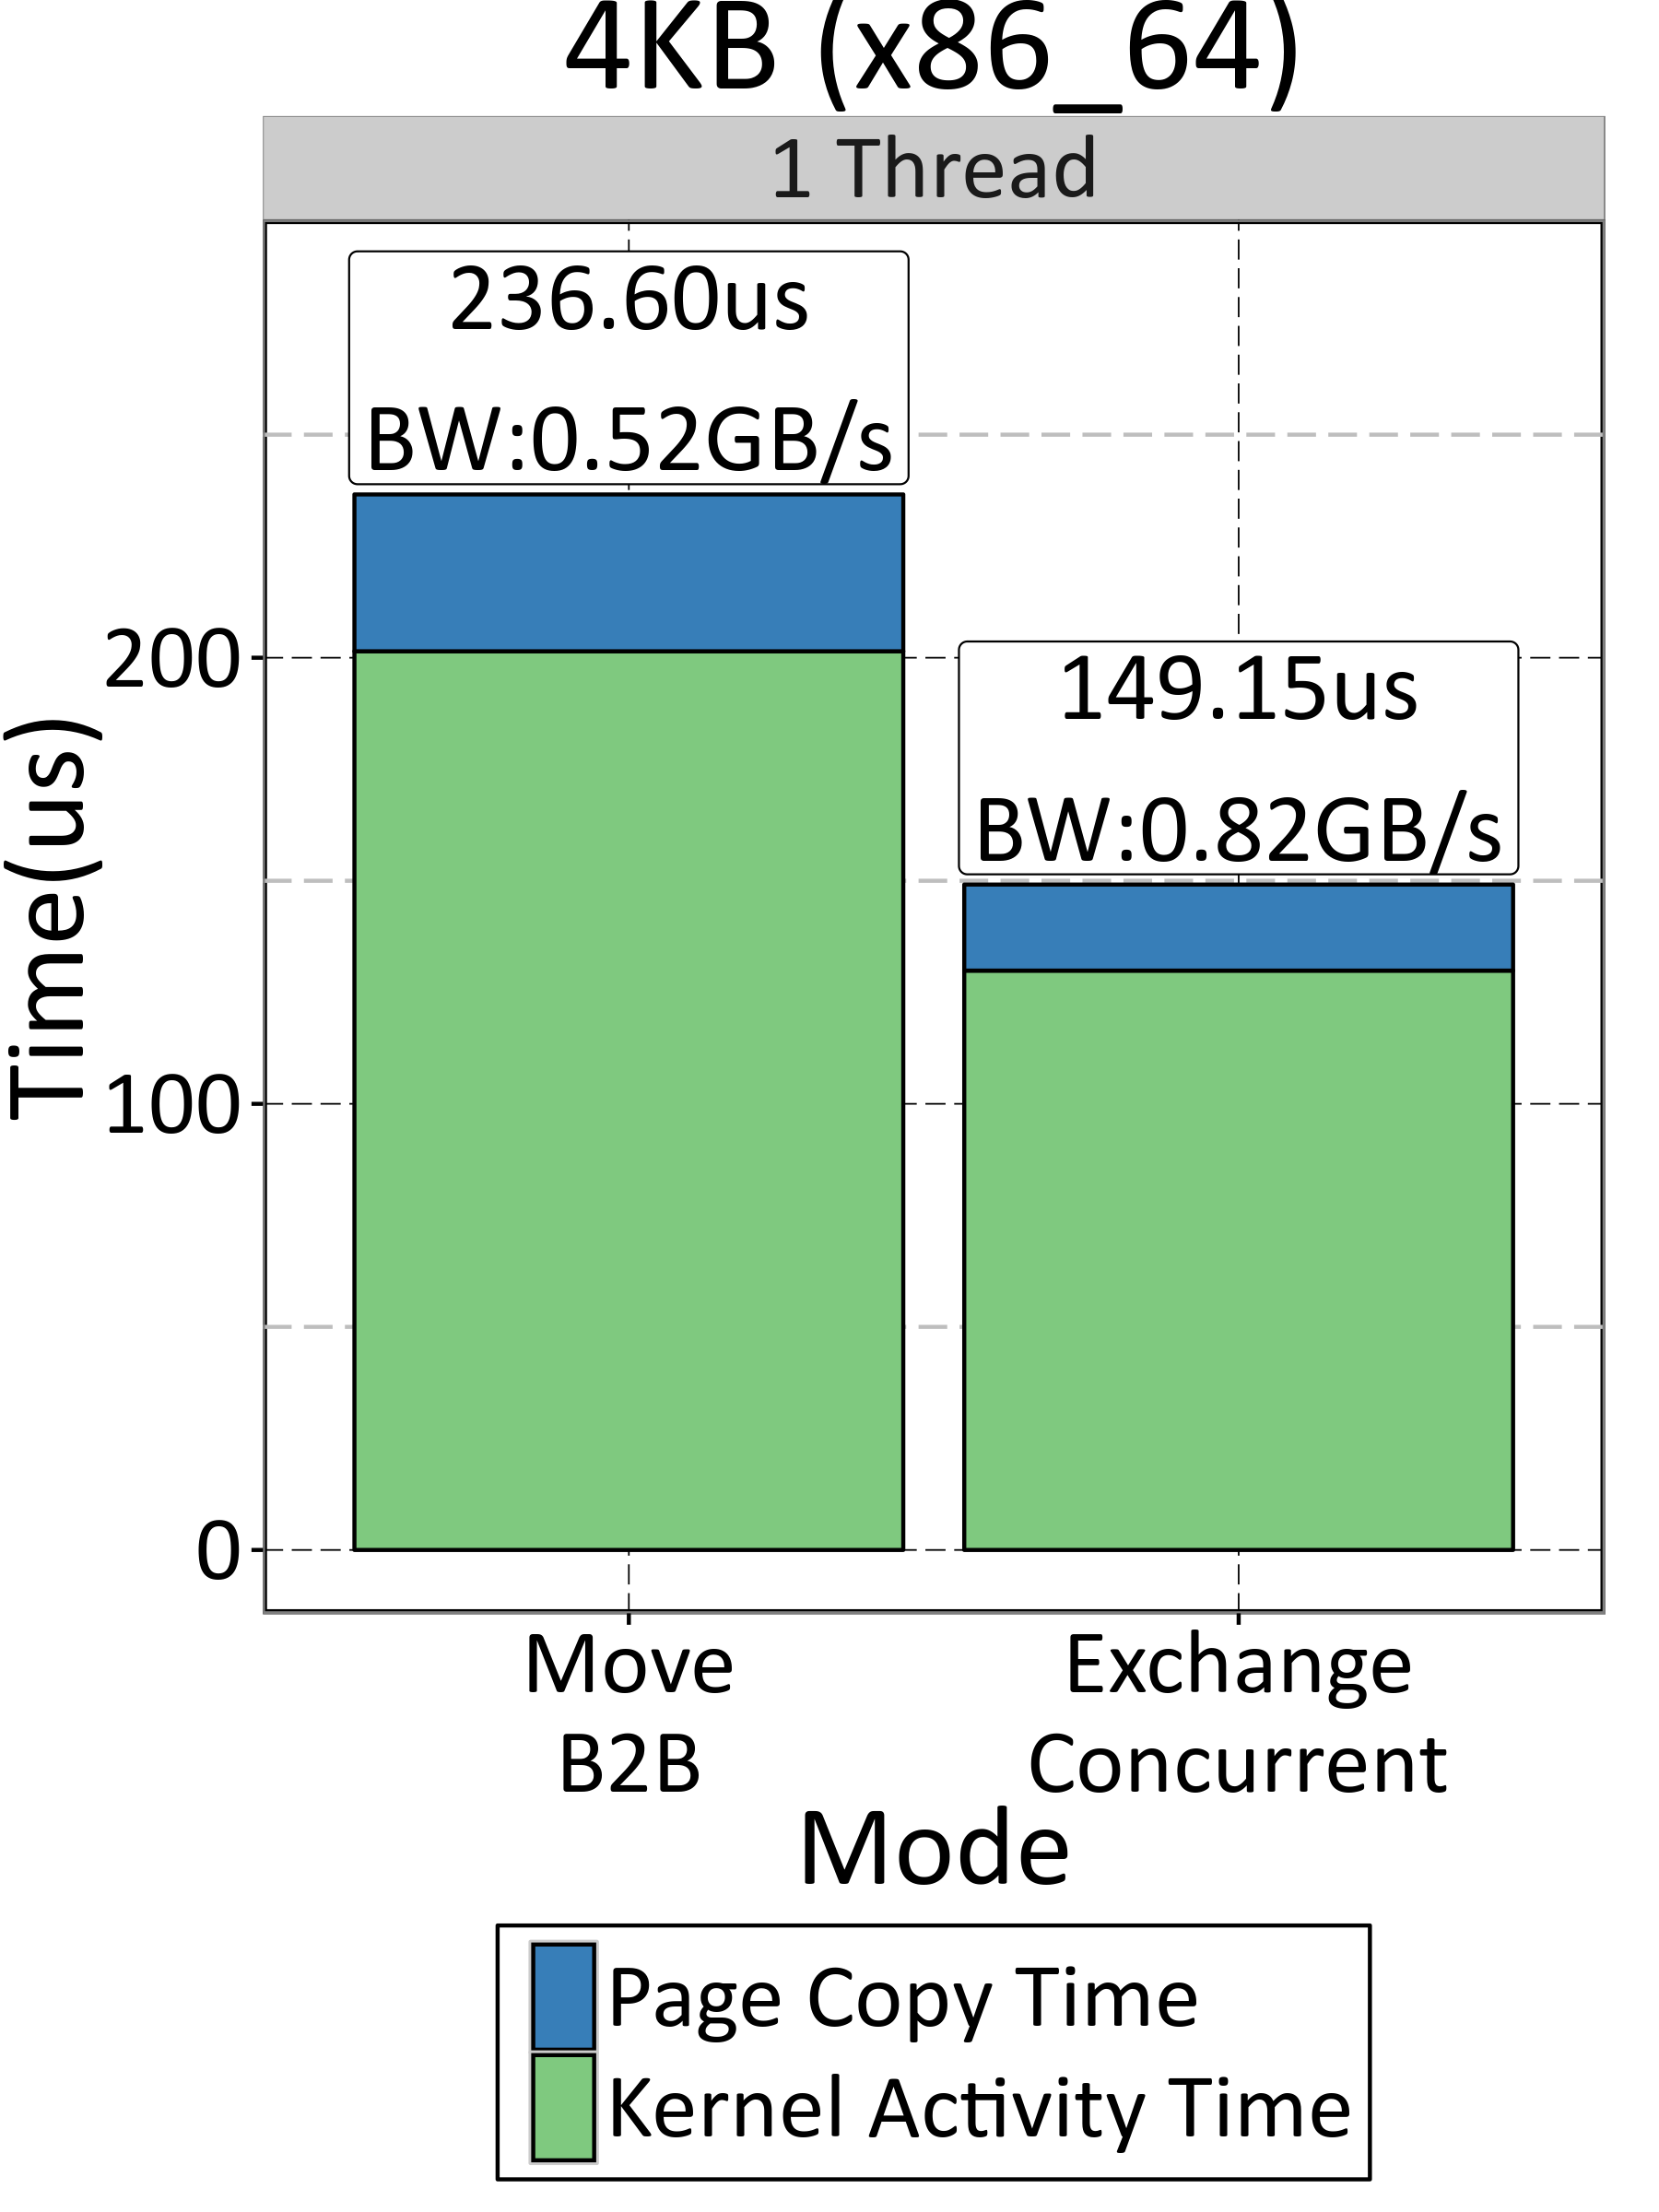 4KB (x86_64)
1 Thread
236.60us
BW:0.52GB/s
149.15us
BW:0.82GB/s
Time(us)
200
100
0
Move
B2B
Exchange
Concurrent
Mode
Page Copy Time
Kernel Activity Time